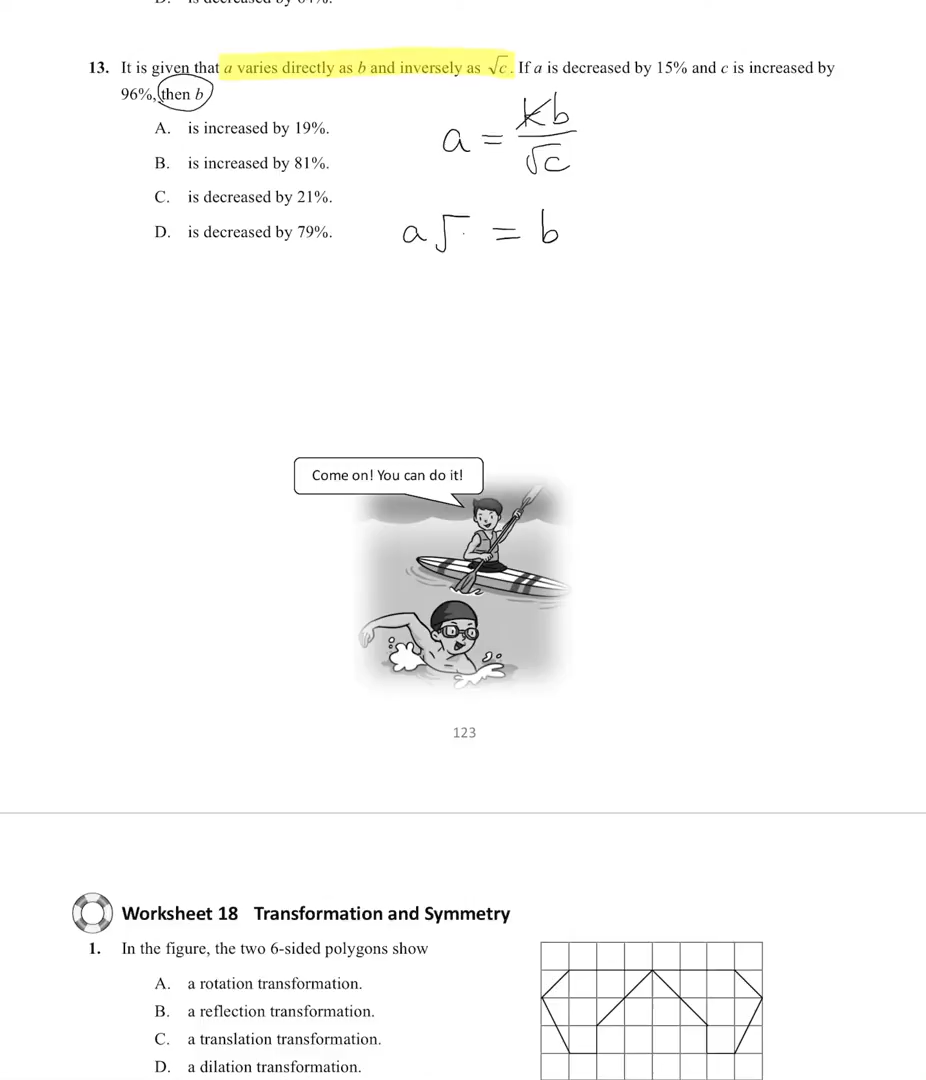 13. It is given that a varies directly as b and inversely as √c. If a is decreased by 15% and c is increased by
96%, then b
A. is increased by 19%.
B. is increased by 81%.
C. is decreased by 21%.
D. is decreased by 79%.
a = kb/√c
a√ = b
Come on! You can do it!
123
Worksheet 18 Transformation and Symmetry
1. In the figure, the two 6-sided polygons show
A. a rotation transformation.
B. a reflection transformation.
C. a translation transformation.
D. a dilation transformation.